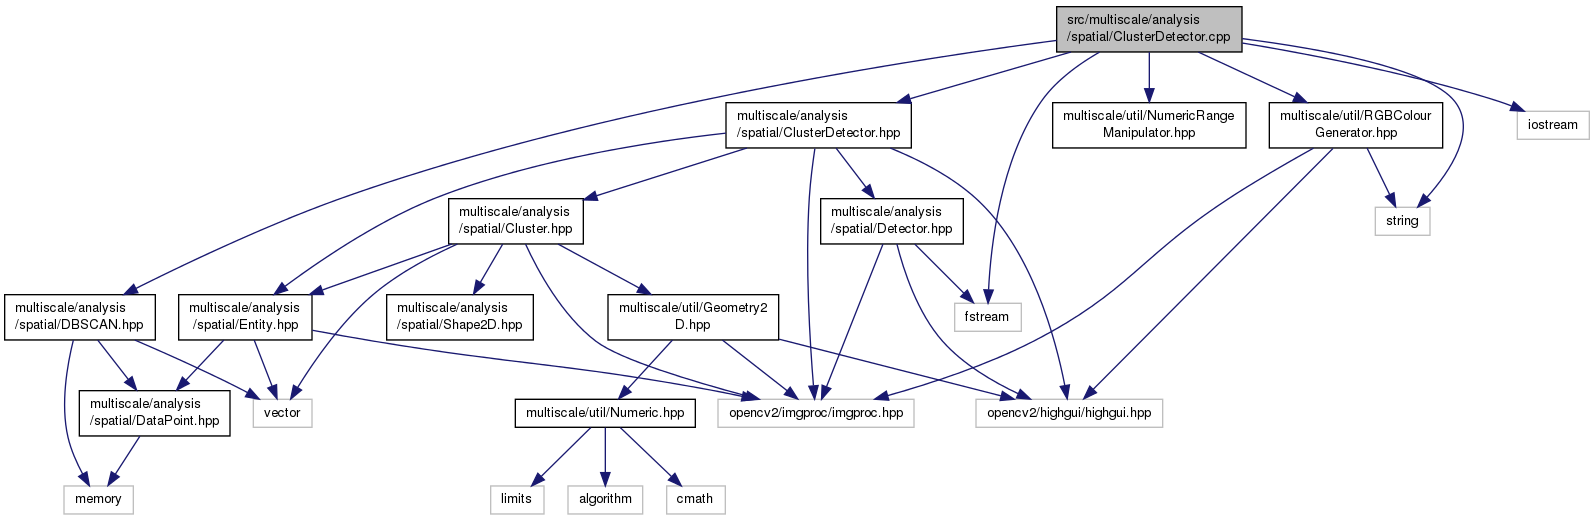 src/multiscale/analysis
/spatial/ClusterDetector.cpp
multiscale/analysis
/spatial/ClusterDetector.hpp
multiscale/util/NumericRange
Manipulator.hpp
multiscale/util/RGBColour
Generator.hpp
iostream
multiscale/analysis
/spatial/Cluster.hpp
multiscale/analysis
/spatial/Detector.hpp
string
multiscale/analysis
/spatial/DBSCAN.hpp
multiscale/analysis
/spatial/Entity.hpp
multiscale/analysis
/spatial/Shape2D.hpp
multiscale/util/Geometry2
D.hpp
fstream
multiscale/analysis
/spatial/DataPoint.hpp
vector
multiscale/util/Numeric.hpp
opencv2/imgproc/imgproc.hpp
opencv2/highgui/highgui.hpp
memory
limits
algorithm
cmath